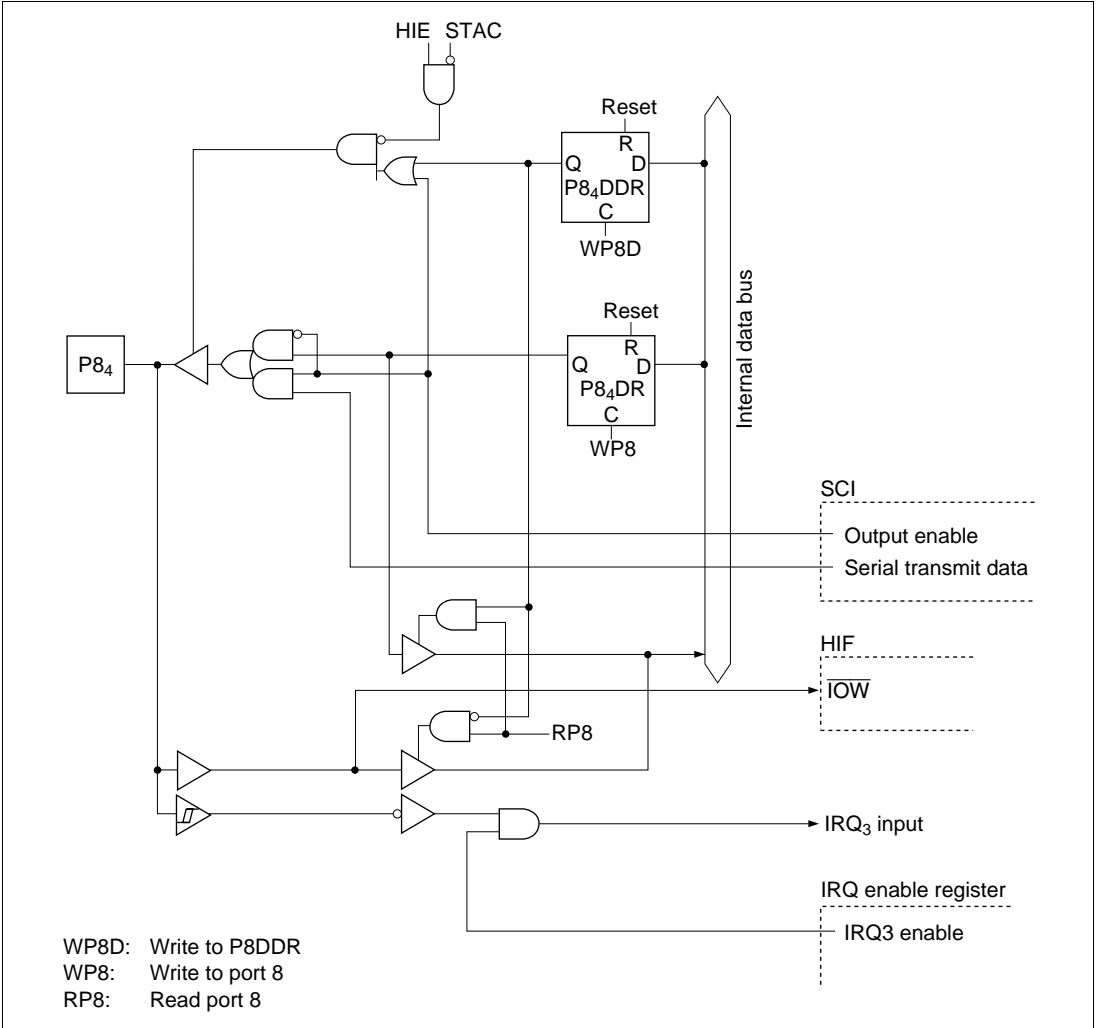 HIE STAC
Reset
R
Q D
P8₄DDR
C
WP8D
Reset
R
Q D
P8₄DR
C
WP8
P8₄
Internal data bus
SCI
Output enable
Serial transmit data
HIF
I̅O̅W̅
RP8
IRQ₃ input
IRQ enable register
IRQ3 enable
WP8D: Write to P8DDR
WP8: Write to port 8
RP8: Read port 8